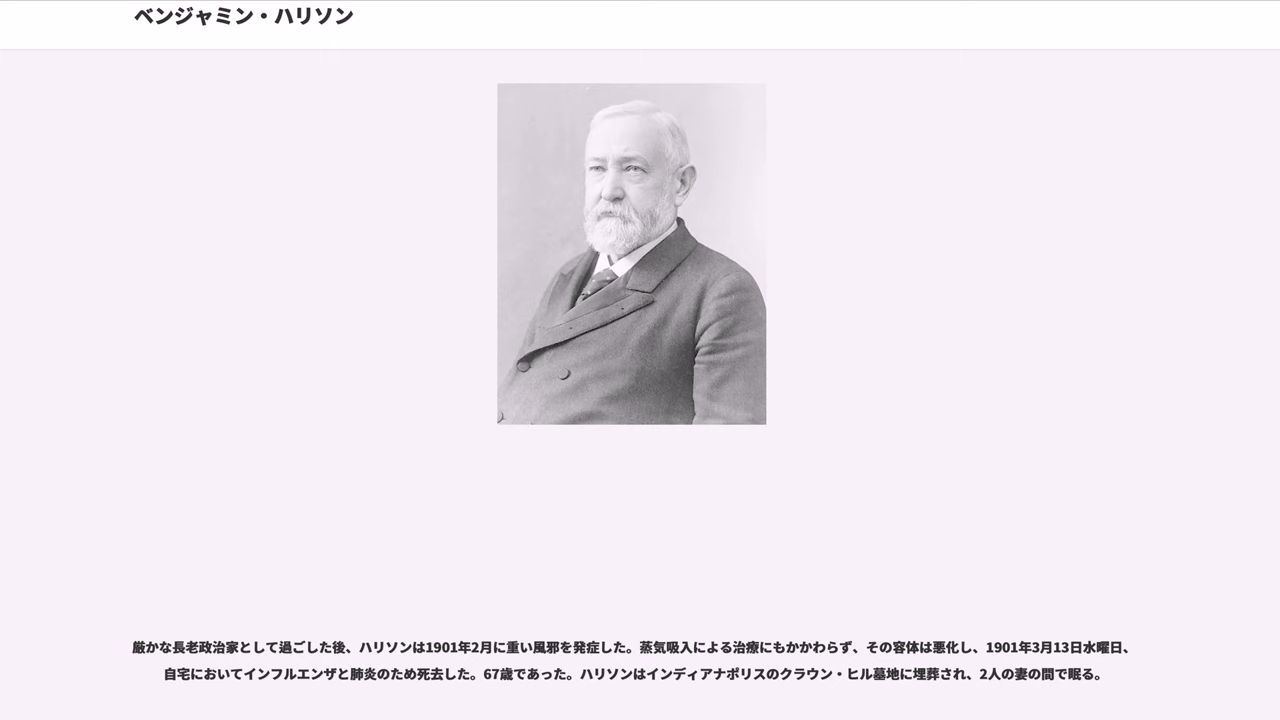 ベンジャミン・ハリソン
厳かな長老政治家として過ごした後、ハリソンは1901年2月に重い風邪を発症した。蒸気吸入による治療にもかかわらず、その容体は悪化し、1901年3月13日水曜日、
自宅においてインフルエンザと肺炎のため死去した。67歳であった。ハリソンはインディアナポリスのクラウン・ヒル墓地に埋葬され、2人の妻の間で眠る。